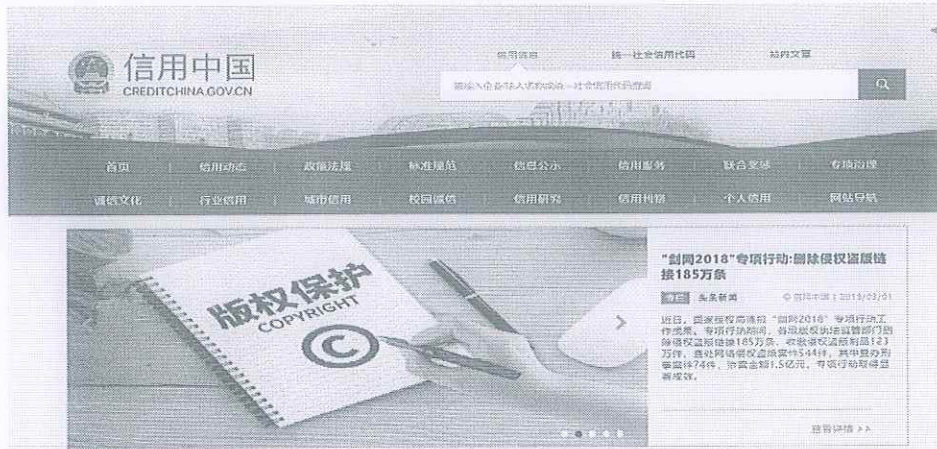 信用中国
CREDITCHINA.GOV.CN
信用信息
统一社会信用代码
站内文章
首页
信用动态
政策法规
标准规范
信息公示
信用服务
联合奖惩
专项治理
诚信文化
行业信用
城市信用
校园诚信
信用研究
信用刊物
个人信用
网站导航
版权保护
COPYRIGHT
©
"剑网2018"专项行动:删除侵权盗版链
接185万条
头条新闻
近日，国家版权局通报"剑网2018"专项行动工
作成果。专项行动期间，各级版权执法监管部门删
除侵权盗版链接185万条，收缴侵权盗版制品123
万件，查处网络侵权盗版案件544件，其中查办刑
事案件74件、涉案金额1.5亿元，专项行动取得显
著成效。
查看详情 >>